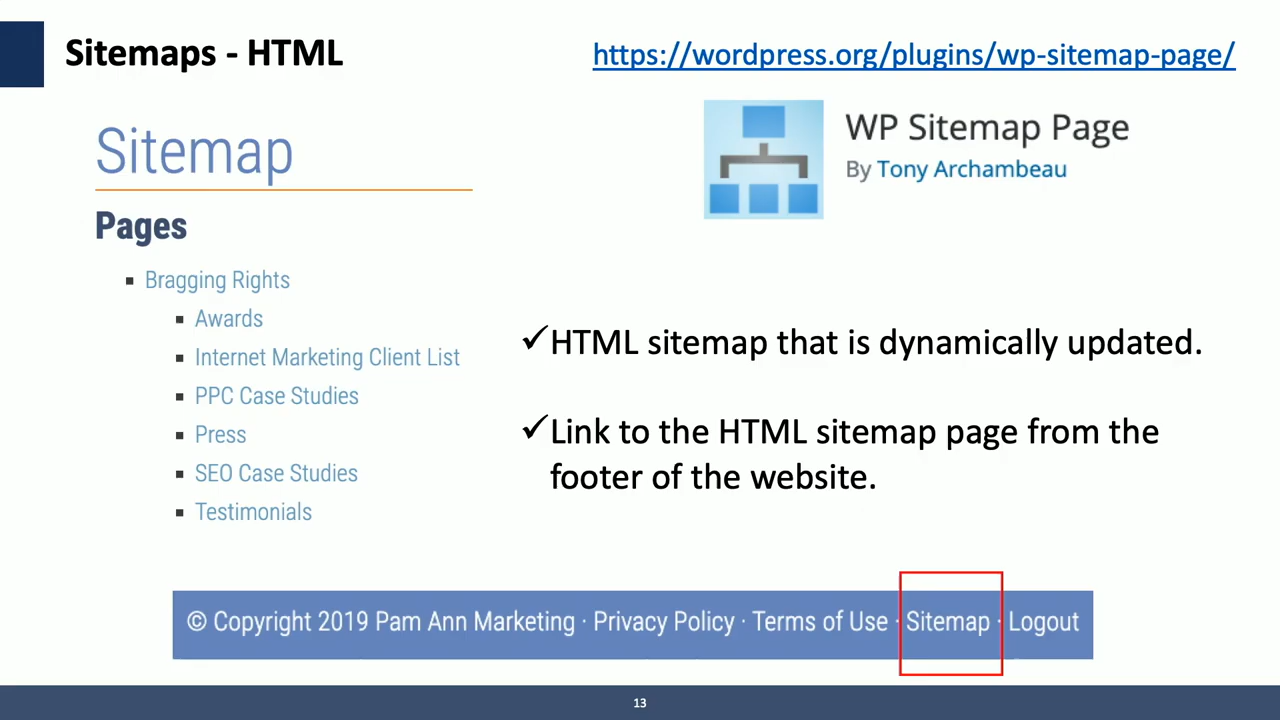 Sitemaps - HTML
https://wordpress.org/plugins/wp-sitemap-page/
Sitemap
Pages
Bragging Rights
Awards
Internet Marketing Client List
PPC Case Studies
Press
SEO Case Studies
Testimonials
WP Sitemap Page
By Tony Archambeau
✓HTML sitemap that is dynamically updated.
✓Link to the HTML sitemap page from the
footer of the website.
© Copyright 2019 Pam Ann Marketing · Privacy Policy · Terms of Use · Sitemap · Logout
13